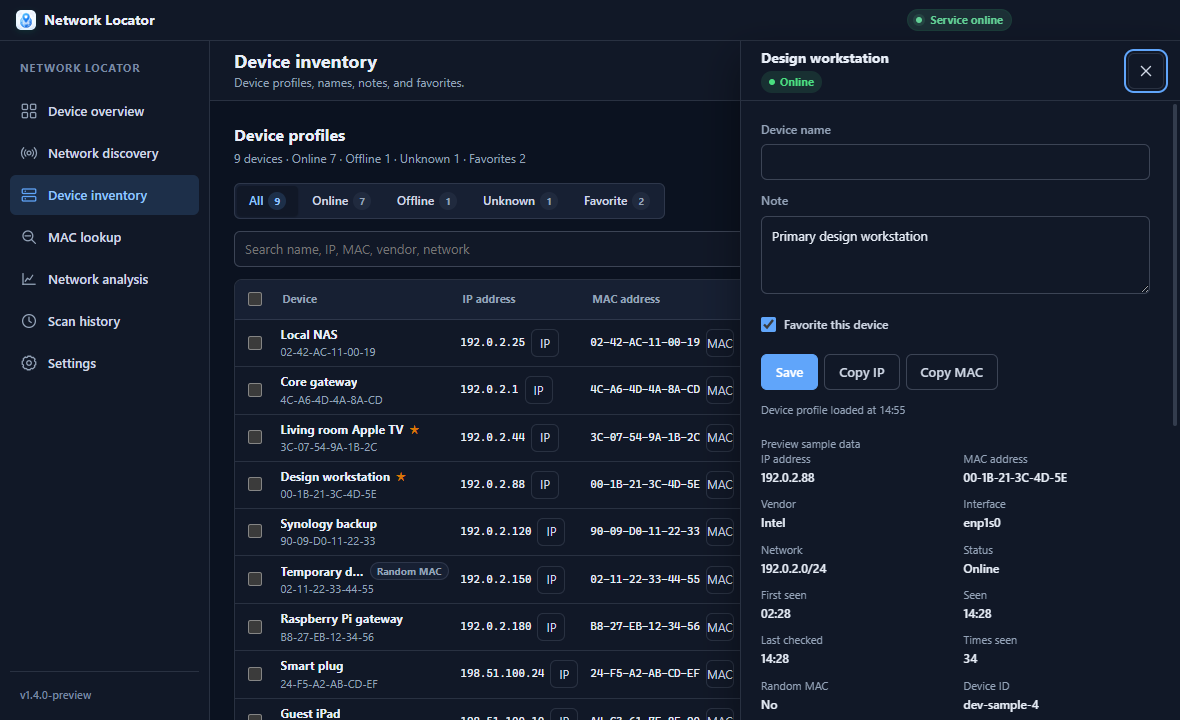 Network Locator
Service online
NETWORK LOCATOR
Device overview
Network discovery
Device inventory
MAC lookup
Network analysis
Scan history
Settings
v1.4.0-preview
Device inventory
Device profiles, names, notes, and favorites.
Device profiles
9 devices · Online 7 · Offline 1 · Unknown 1 · Favorites 2
All 9 Online 7 Offline 1 Unknown 1 Favorite 2
Search name, IP, MAC, vendor, network
Device IP address MAC address
Local NAS
02-42-AC-11-00-19
192.0.2.25 IP 02-42-AC-11-00-19 MAC
Core gateway
4C-A6-4D-4A-8A-CD
192.0.2.1 IP 4C-A6-4D-4A-8A-CD MAC
Living room Apple TV ★
3C-07-54-9A-1B-2C
192.0.2.44 IP 3C-07-54-9A-1B-2C MAC
Design workstation ★
00-1B-21-3C-4D-5E
192.0.2.88 IP 00-1B-21-3C-4D-5E MAC
Synology backup
90-09-D0-11-22-33
192.0.2.120 IP 90-09-D0-11-22-33 MAC
Temporary d... Random MAC
02-11-22-33-44-55
192.0.2.150 IP 02-11-22-33-44-55 MAC
Raspberry Pi gateway
B8-27-EB-12-34-56
192.0.2.180 IP B8-27-EB-12-34-56 MAC
Smart plug
24-F5-A2-AB-CD-EF
198.51.100.24 IP 24-F5-A2-AB-CD-EF MAC
Guest iPad
Design workstation
Online
Device name
Note
Primary design workstation
Favorite this device
Save Copy IP Copy MAC
Device profile loaded at 14:55
Preview sample data
IP address MAC address
192.0.2.88 00-1B-21-3C-4D-5E
Vendor Interface
Intel enp1s0
Network Status
192.0.2.0/24 Online
First seen Seen
02:28 14:28
Last checked Times seen
14:28 34
Random MAC Device ID
No dev-sample-4